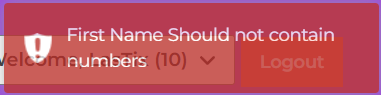 First Name Should not contain
numbers
(10)
Logout